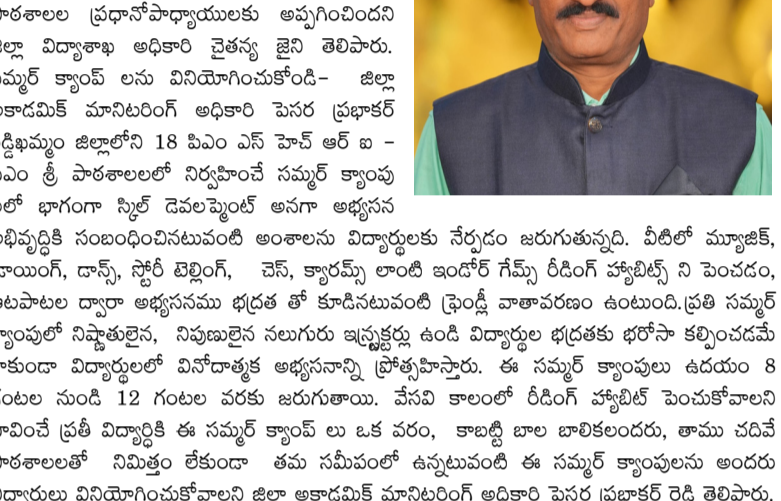 పాఠశాలల ప్రధానోపాధ్యాయులకు అప్పగించిందని
జిల్లా విద్యాశాఖ అధికారి చైతన్య జైని తెలిపారు.
సమ్మర్ క్యాంప్ లను వినియోగించుకోండి– జిల్లా
అకాడమిక్ మానిటరింగ్ అధికారి పెసర ప్రభాకర్
రెడ్డిఖమ్మం జిల్లాలోని 18 పిఎం ఎస్ హెచ్ ఆర్ ఐ –
పిఎం శ్రీ పాఠశాలలలో నిర్వహించే సమ్మర్ క్యాంపు
లలో భాగంగా స్కిల్ డెవలప్మెంట్ అనగా అభ్యసన
అభివృద్ధికి సంబంధించినటువంటి అంశాలను విద్యార్థులకు నేర్పడం జరుగుతున్నది. వీటిలో మ్యూజిక్,
డ్రాయింగ్, డాన్స్, స్టోరీ టెల్లింగ్, చెస్, క్యారమ్స్ లాంటి ఇండోర్ గేమ్స్ రీడింగ్ హ్యాబిట్స్ ని పెంచడం,
ఆటపాటల ద్వారా అభ్యసనము భద్రత తో కూడినటువంటి ఫ్రెండ్లీ వాతావరణం ఉంటుంది.ప్రతి సమ్మర్
క్యాంపులో నిష్ణాతులైన, నిపుణులైన నలుగురు ఇన్స్ట్రక్టర్లు ఉండి విద్యార్థుల భద్రతకు భరోసా కల్పించడమే
కాకుండా విద్యార్థులలో వినోదాత్మక అభ్యసనాన్ని ప్రోత్సహిస్తారు. ఈ సమ్మర్ క్యాంపులు ఉదయం 8
గంటల నుండి 12 గంటల వరకు జరుగుతాయి. వేసవి కాలంలో రీడింగ్ హ్యాబిట్ పెంచుకోవాలని
భావించే ప్రతీ విద్యార్థికి ఈ సమ్మర్ క్యాంప్ లు ఒక వరం, కాబట్టి బాల బాలికలందరు, తాము చదివే
పాఠశాలలతో నిమిత్తం లేకుండా తమ సమీపంలో ఉన్నటువంటి ఈ సమ్మర్ క్యాంపులను అందరు
విద్యార్థులు వినియోగించుకోవాలని జిల్లా అకాడమిక్ మానిటరింగ్ అధికారి పెసర ప్రభాకర్ రెడ్డి తెలిపారు.